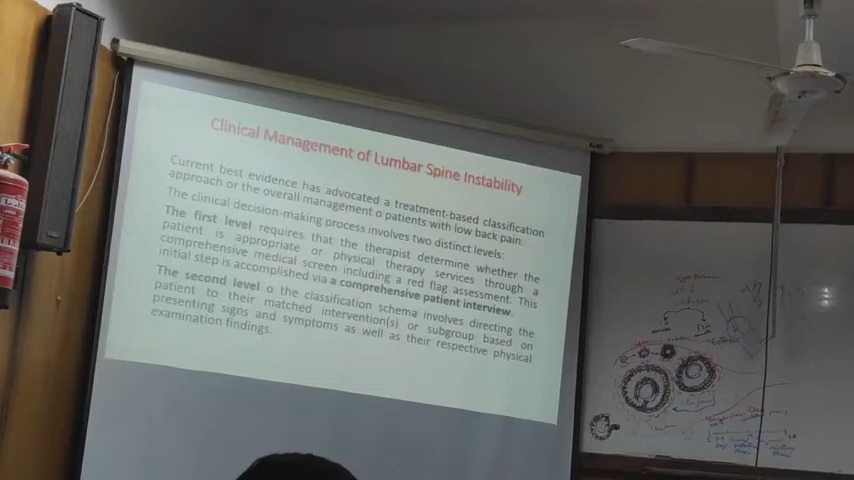 Clinical Management of Lumbar Spine Instability
Current best evidence has advocated a treatment-based classification
approach or the overall management o patients with low back pain.
The clinical decision-making process involves two distinct levels:
The first level requires that the therapist determine whether the
patient is appropriate or physical therapy services through a
comprehensive medical screen including a red flag assessment. This
initial step is accomplished via a comprehensive patient interview.
The second level o the classification schema involves directing the
patient to their matched intervention(s) or subgroup based on
presenting signs and symptoms as well as their respective physical
examination findings.